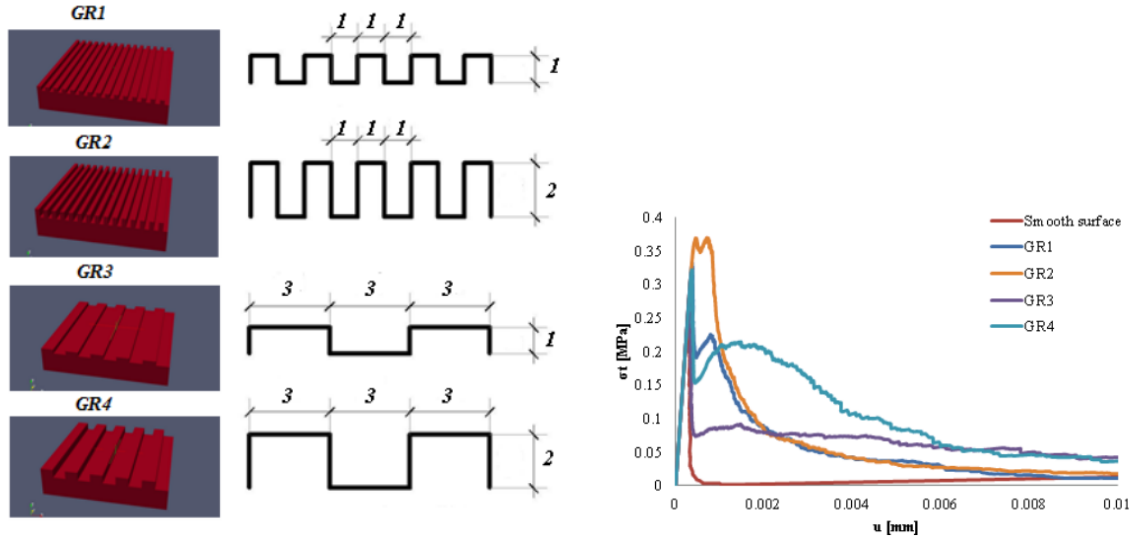 GR1
1 1 1
1
GR2
1 1 1
2
GR3
3 3 3
1
GR4
3 3 3
2
0.4
0.35
0.3
0.25
0.2
0.15
0.1
0.05
0
σt [MPa]
0 0.002 0.004 0.006 0.008 0.01
u [mm]
Smooth surface
GR1
GR2
GR3
GR4